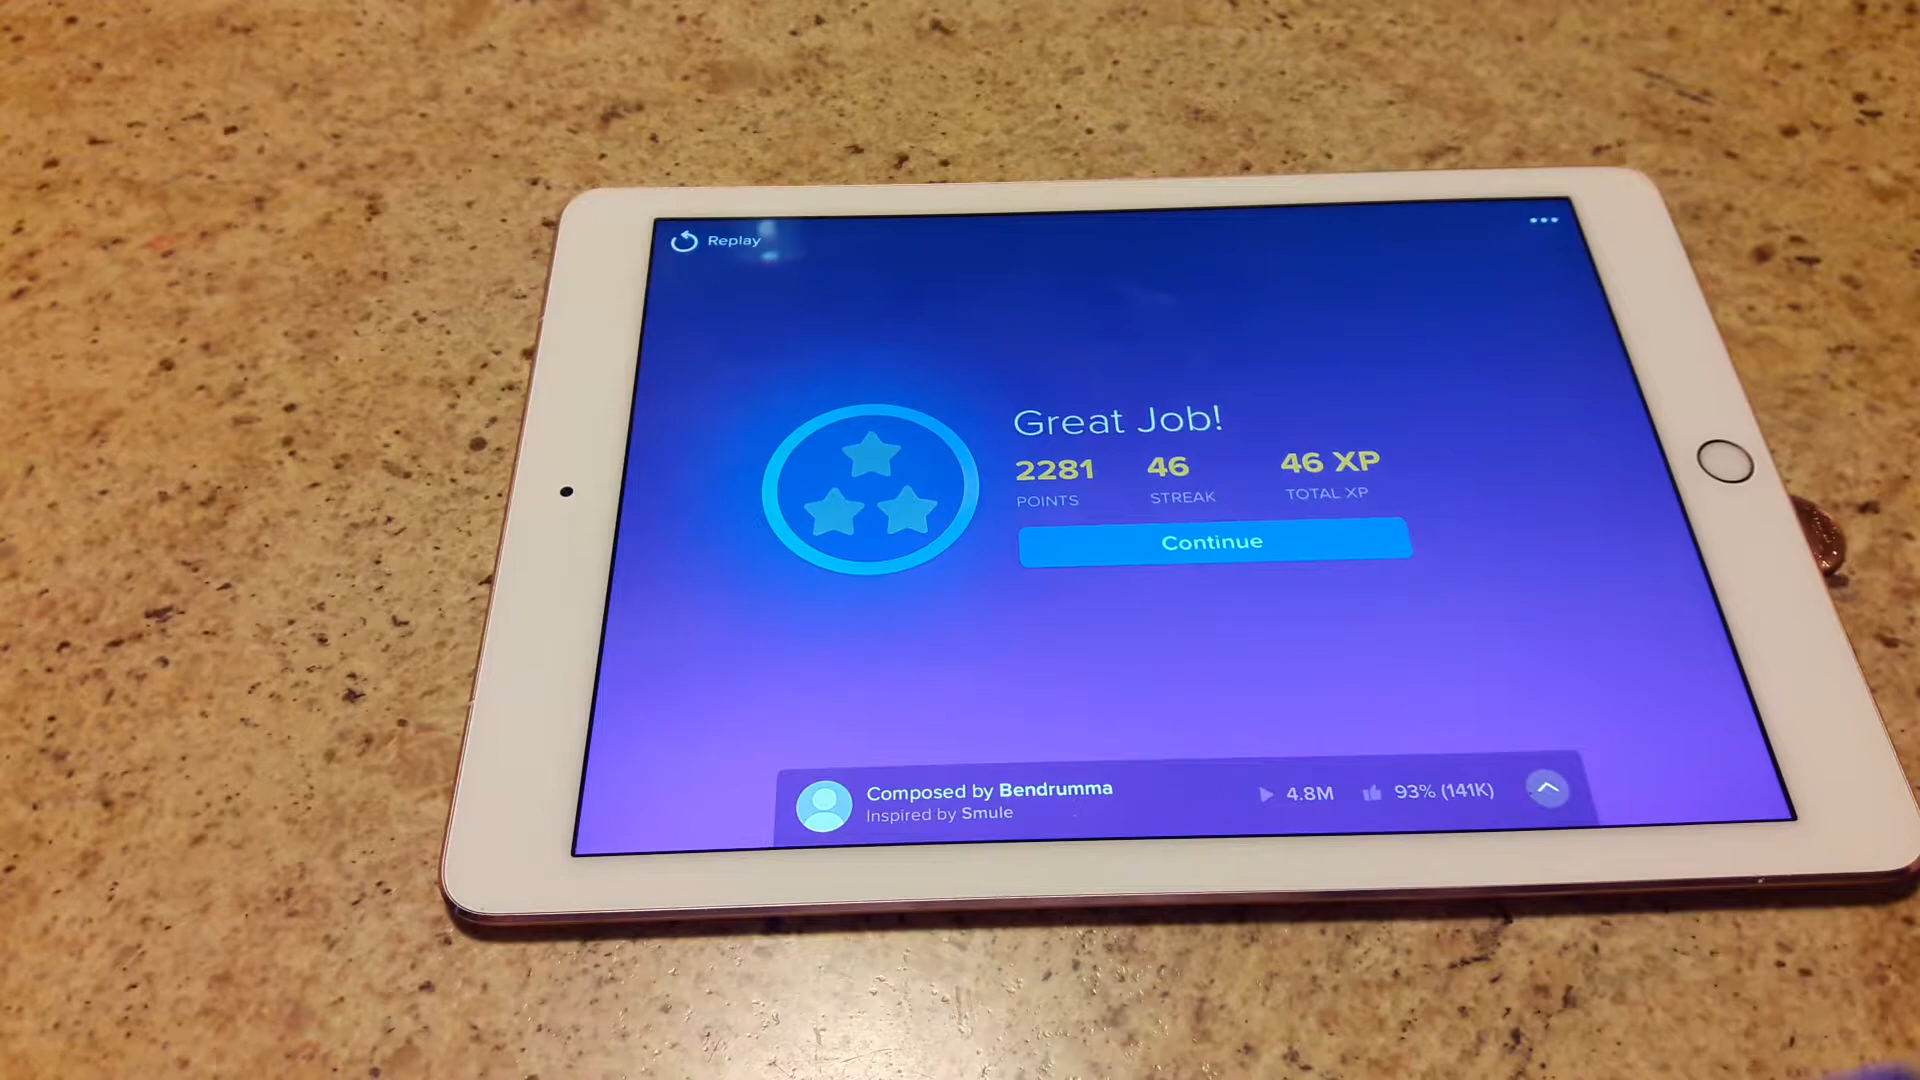 Replay
Great Job!
2281 46 46 XP
POINTS STREAK TOTAL XP
Continue
Composed by Bendrumma
Inspired by Smule
4.8M 93% (141K)